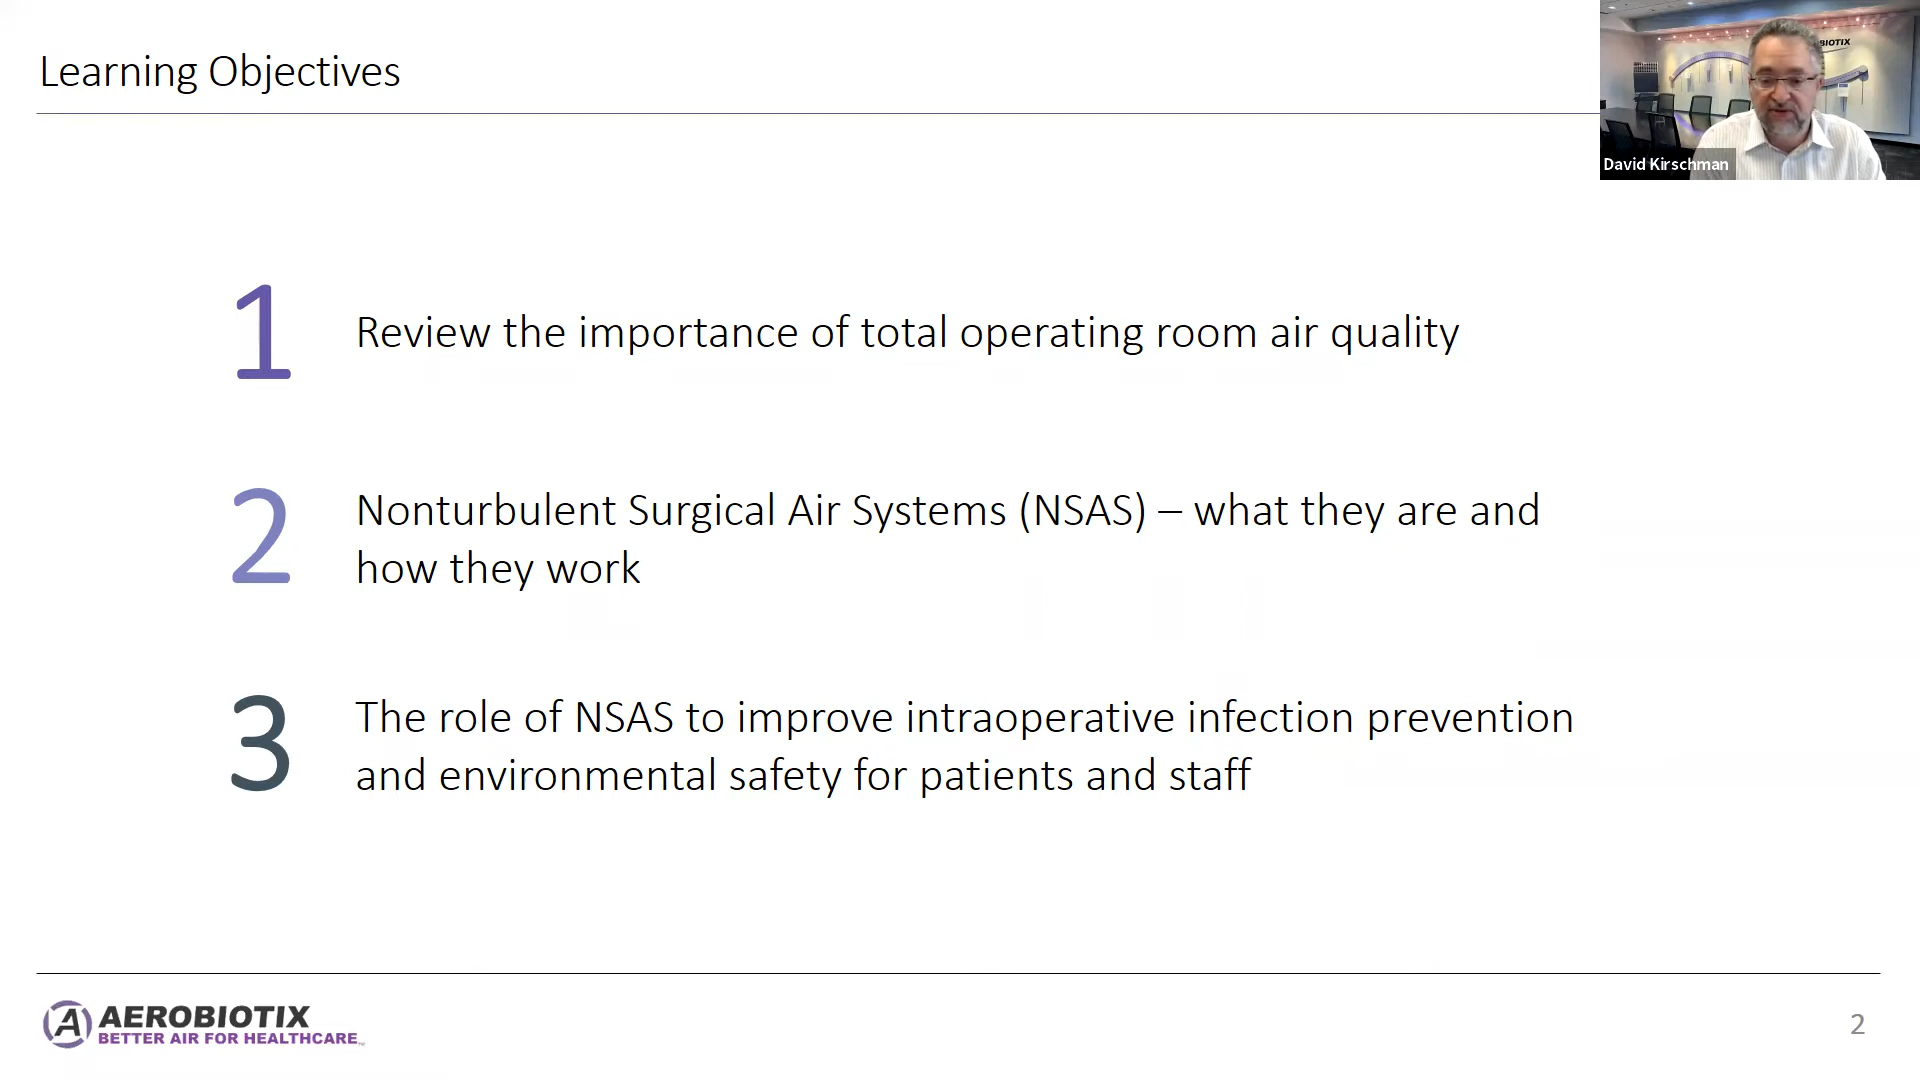 Learning Objectives
BIOTIX
David Kirschman
1
Review the importance of total operating room air quality
2
Nonturbulent Surgical Air Systems (NSAS) – what they are and
how they work
3
The role of NSAS to improve intraoperative infection prevention
and environmental safety for patients and staff
A AEROBIOTIX
BETTER AIR FOR HEALTHCARE
2